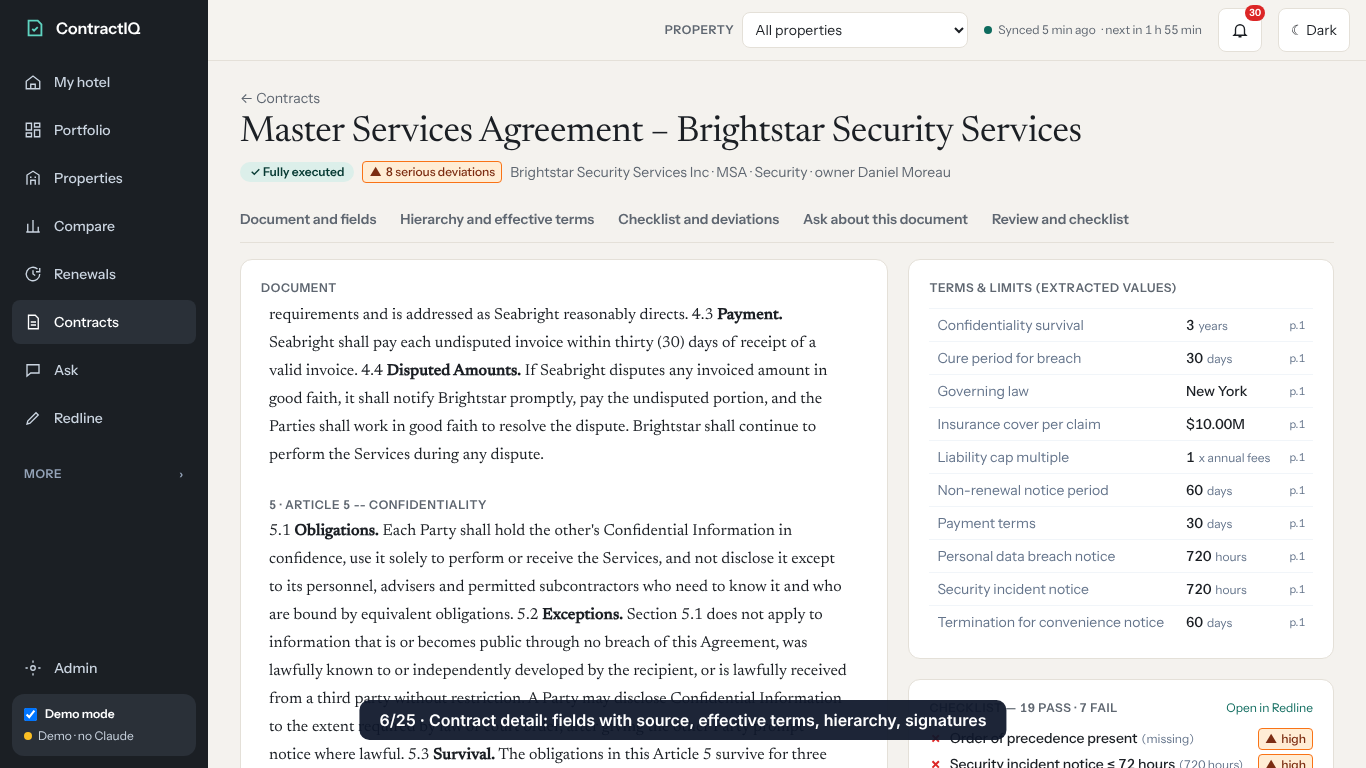 ContractIQ
My hotel
Portfolio
Properties
Compare
Renewals
Contracts
Ask
Redline
MORE ›
Admin
Demo mode
Demo · no Claude
PROPERTY All properties
Synced 5 min ago · next in 1 h 55 min
30
☾ Dark
← Contracts
Master Services Agreement – Brightstar Security Services
✓ Fully executed ▲ 8 serious deviations Brightstar Security Services Inc · MSA · Security · owner Daniel Moreau
Document and fields Hierarchy and effective terms Checklist and deviations Ask about this document Review and checklist
DOCUMENT
requirements and is addressed as Seabright reasonably directs. 4.3 Payment.
Seabright shall pay each undisputed invoice within thirty (30) days of receipt of a
valid invoice. 4.4 Disputed Amounts. If Seabright disputes any invoiced amount in
good faith, it shall notify Brightstar promptly, pay the undisputed portion, and the
Parties shall work in good faith to resolve the dispute. Brightstar shall continue to
perform the Services during any dispute.
5 · ARTICLE 5 -- CONFIDENTIALITY
5.1 Obligations. Each Party shall hold the other's Confidential Information in
confidence, use it solely to perform or receive the Services, and not disclose it except
to its personnel, advisers and permitted subcontractors who need to know it and who
are bound by equivalent obligations. 5.2 Exceptions. Section 5.1 does not apply to
information that is or becomes public through no breach of this Agreement, was
lawfully known to or independently developed by the recipient, or is lawfully received
from a third party without restriction. A Party may disclose Confidential Information
to the extent
notice where lawful. 5.3 Survival. The obligations in this Article 5 survive for three
TERMS & LIMITS (EXTRACTED VALUES)
Confidentiality survival 3 years p.1
Cure period for breach 30 days p.1
Governing law New York p.1
Insurance cover per claim $10.00M p.1
Liability cap multiple 1 x annual fees p.1
Non-renewal notice period 60 days p.1
Payment terms 30 days p.1
Personal data breach notice 720 hours p.1
Security incident notice 720 hours p.1
Termination for convenience notice 60 days p.1
CHECKLIST — 19 PASS · 7 FAIL Open in Redline
× Order of precedence present (missing) ▲ high
× Security incident notice ≤ 72 hours (720 hours) ▲ high
6/25 · Contract detail: fields with source, effective terms, hierarchy, signatures